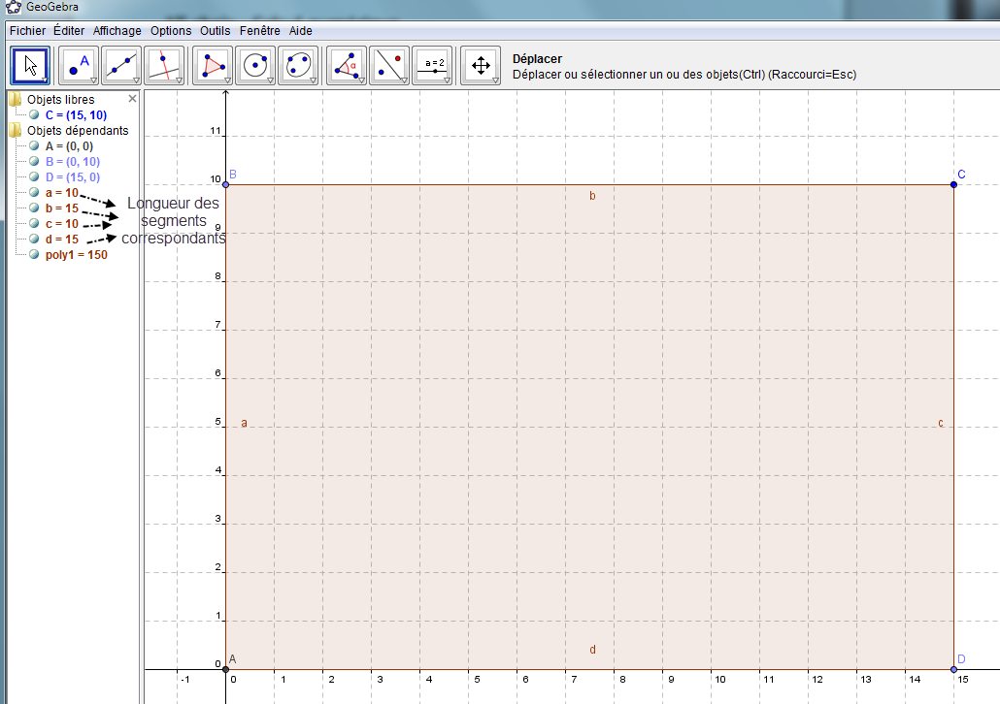 GeoGebra
Fichier Éditer Affichage Options Outils Fenêtre Aide
A
α
a = 2
Déplacer
Déplacer ou sélectionner un ou des objets(Ctrl) (Raccourci=Esc)
Objets libres
C = (15, 10)
Objets dépendants
A = (0, 0)
B = (0, 10)
D = (15, 0)
a = 10
b = 15
c = 10
d = 15
poly1 = 150
Longueur des
segments
correspondants
11
10
9
8
7
6
5
4
3
2
1
0
B
C
b
a
c
d
A
D
-1 0 1 2 3 4 5 6 7 8 9 10 11 12 13 14 15